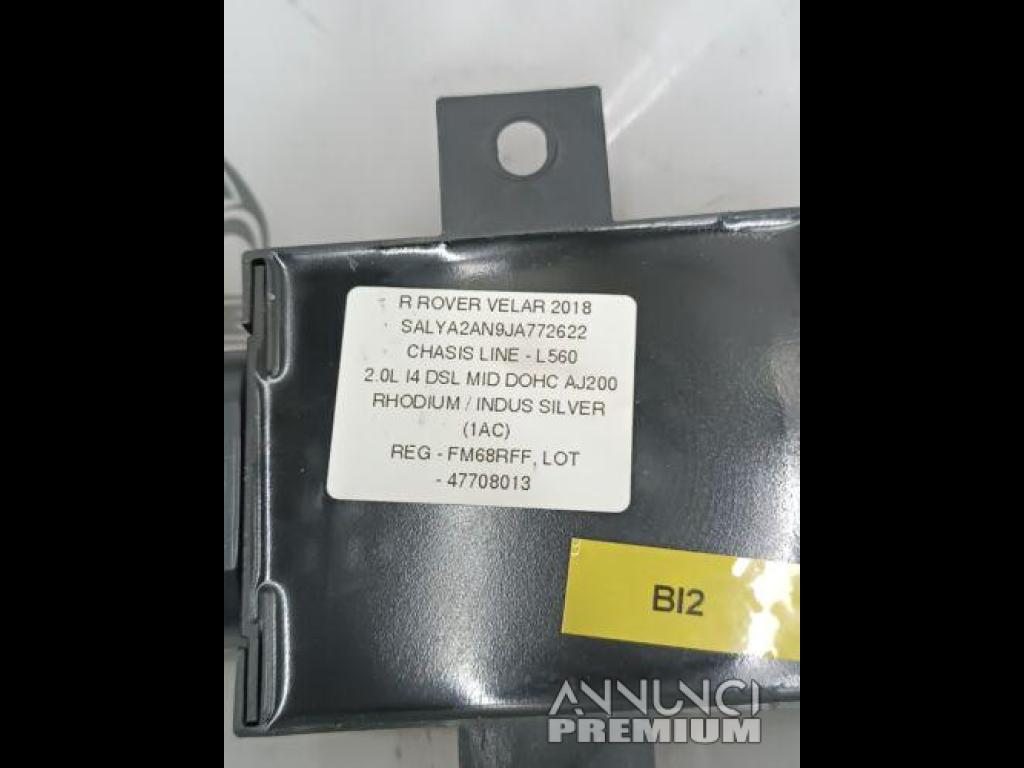 R ROVER VELAR 2018
SALYA2AN9JA772622
CHASIS LINE - L560
2.0L I4 DSL MID DOHC AJ200
RHODIUM / INDUS SILVER
(1AC)
REG - FM68RFF, LOT
- 47708013
BI2
ANNUNCI
PREMIUM